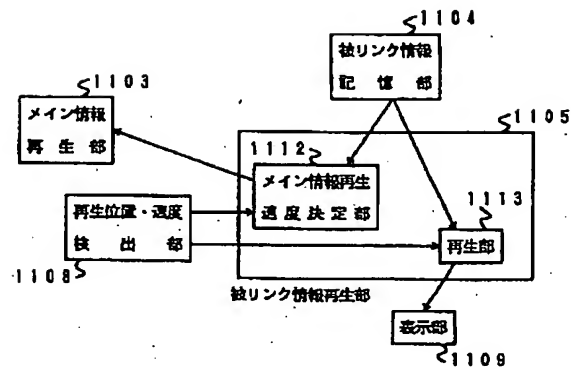 1104
被リンク情報
記憶部
1103
メイン情報
再生部
1105
1112
メイン情報再生
速度決定部
1113
再生位置・速度
検出部
再生部
1108
被リンク情報再生部
表示部
1109